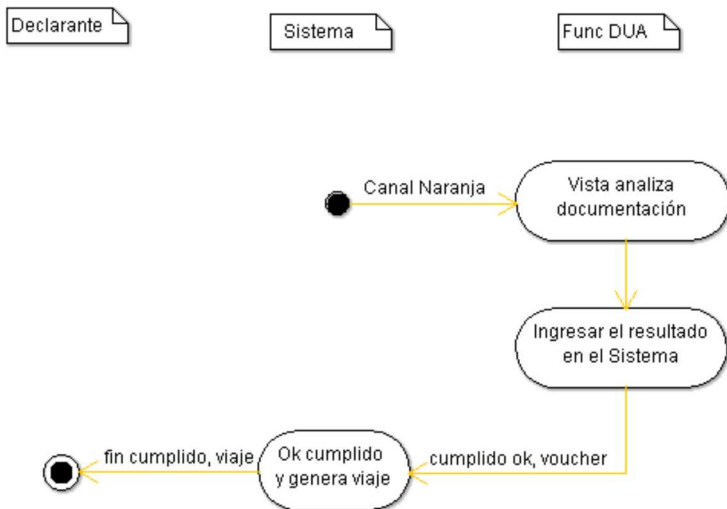 Declarante
Sistema
Func DUA
Canal Naranja
Vista analiza
documentación
Ingresar el resultado
en el Sistema
fin cumplido, viaje
Ok cumplido
y genera viaje
cumplido ok, voucher